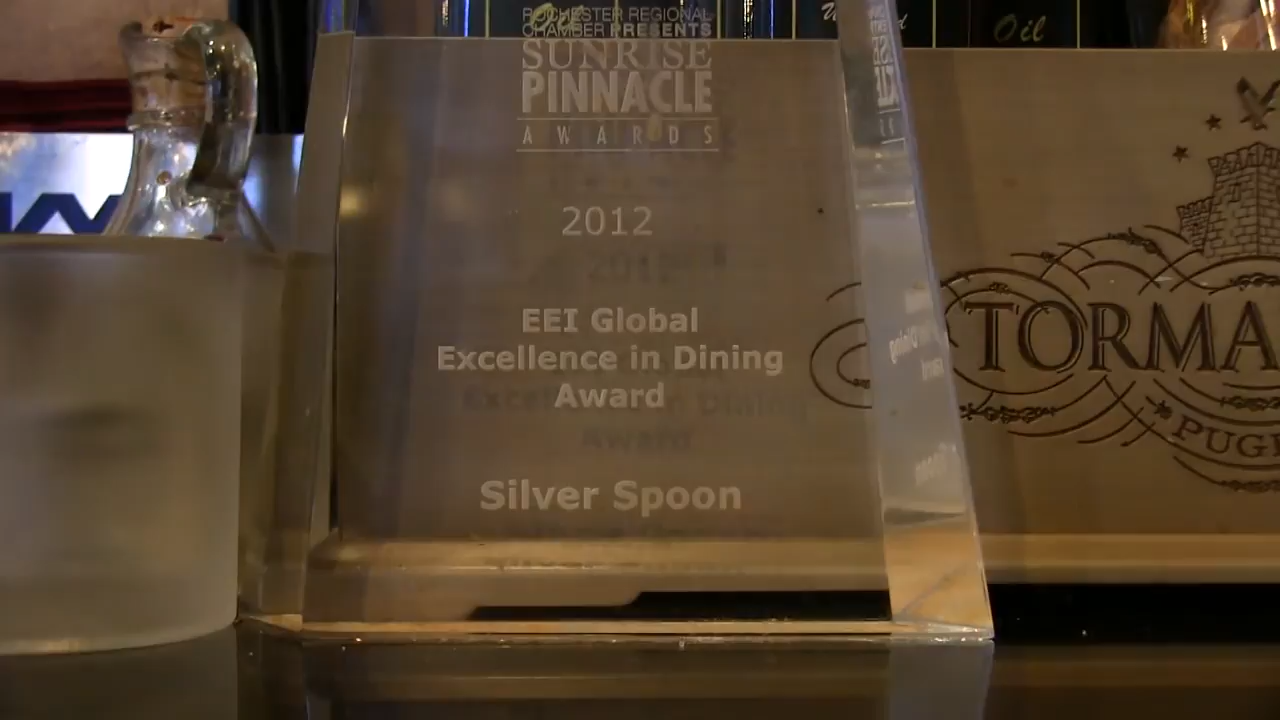 ROCHESTER REGIONAL
CHAMBER PRESENTS
SUNRISE
PINNACLE
AWARDS
2012
EEI Global
Excellence in Dining
Award
Silver Spoon
Oil
TORMA
PUGL